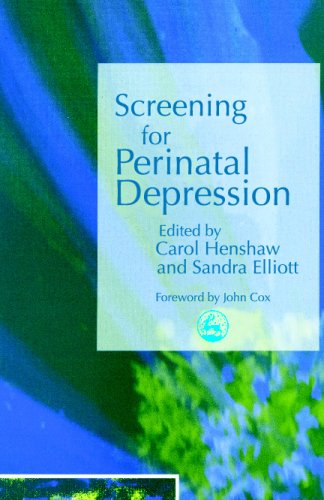 Screening
for
Perinatal
Depression
Edited by
Carol Henshaw
and Sandra Elliott
Foreword by John Cox